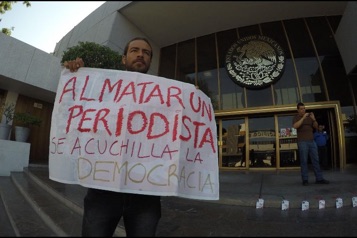 AL MATAR UN
PERIODISTA
SE ACUCHILLA LA
DEMOCRACIA